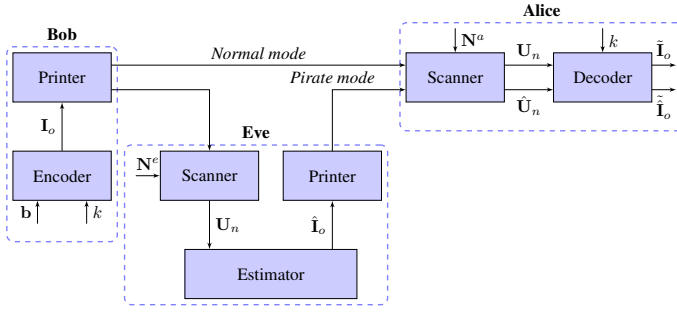 Alice
Bob
N^a
U_n
k
Ĩ_o
Normal mode
Printer
Pirate mode
Scanner
Decoder
Û_n
Î̃_o
I_o
Eve
N^e
Encoder
Scanner
Printer
b
k
U_n
Î_o
Estimator